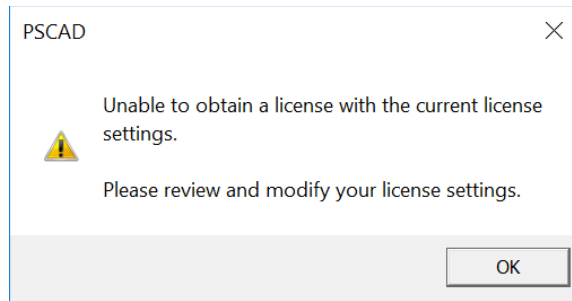 PSCAD
Unable to obtain a license with the current license
settings.
Please review and modify your license settings.
OK